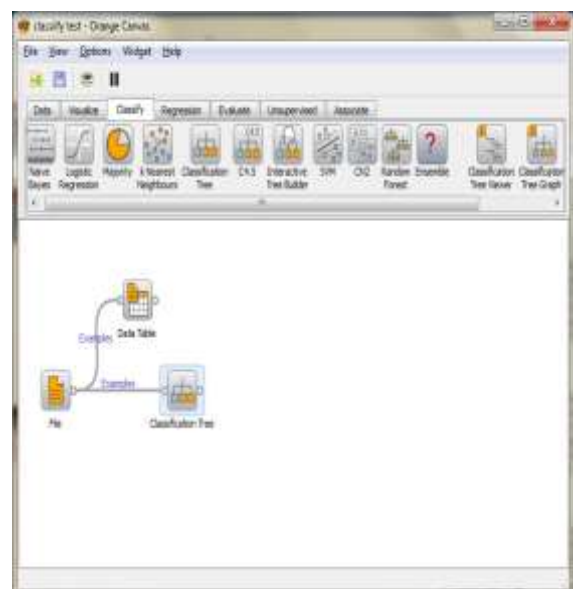 classify test - Orange Canvas
File View Options Widget Help
Data Visualize Classify Regression Evaluate Unsupervised Associate
Naive Bayes
Logistic Regression
Majority
k Nearest Neighbours
Classification Tree
C4.5
Interactive Tree Builder
SVM
CN2
Random Forest
Ensemble
Classification Tree Viewer
Classification Tree Graph
Data Table
Examples
Examples
File
Classification Tree